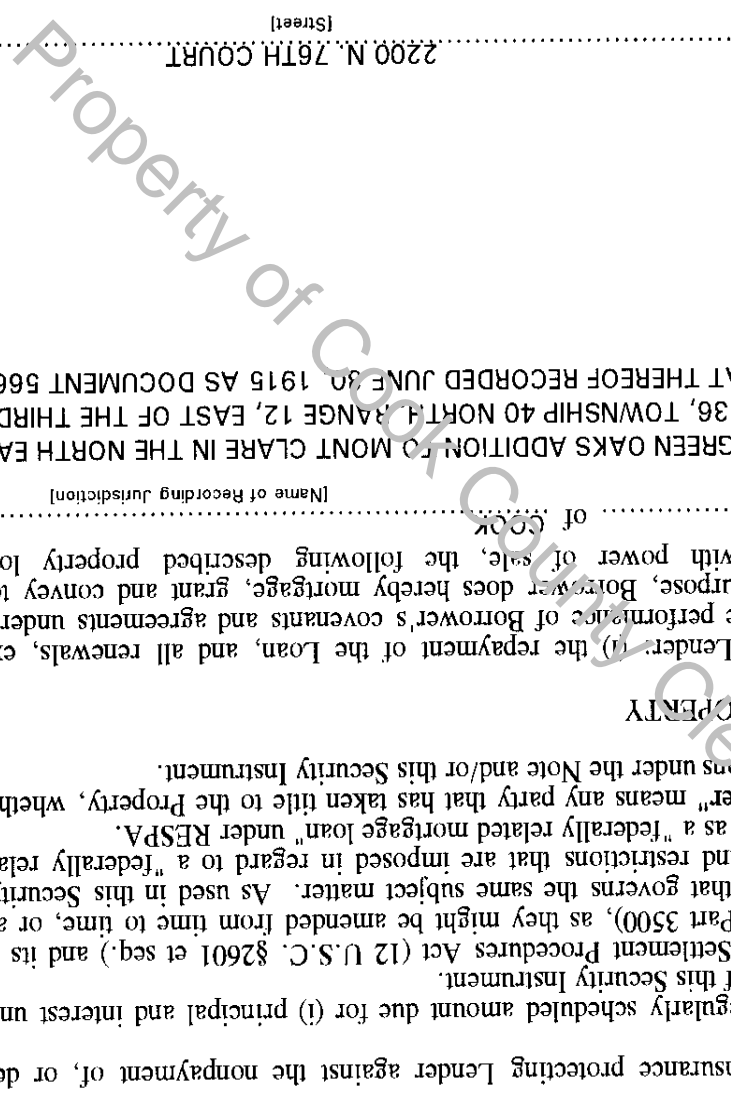 nsurance protecting Lender against the nonpayment of, or de
egularly scheduled amount due for (i) principal and interest un
f this Security Instrument.
Settlement Procedures Act (12 U.S.C. §2601 et seq.) and its
Part 3500), as they might be amended from time to time, or a
that governs the same subject matter. As used in this Security
nd restrictions that are imposed in regard to a "federally rela
as a "federally related mortgage loan" under RESPA.
er" means any party that has taken title to the Property, wheth
ons under the Note and/or this Security Instrument.
OPERTY
Lender: (i) the repayment of the Loan, and all renewals, e
e performance of Borrower's covenants and agreements under
urpose, Borrower does hereby mortgage, grant and convey t
with power of sale, the following described property lo
of COOK
[Name of Recording Jurisdiction]
GREEN OAKS ADDITION TO MONT CLARE IN THE NORTH EA
36, TOWNSHIP 40 NORTH, RANGE 12, EAST OF THE THIRD
AT THEREOF RECORDED JUNE 30, 1915 AS DOCUMENT 566
2200 N. 76TH COURT
[Street]
Property of Cook County Cle